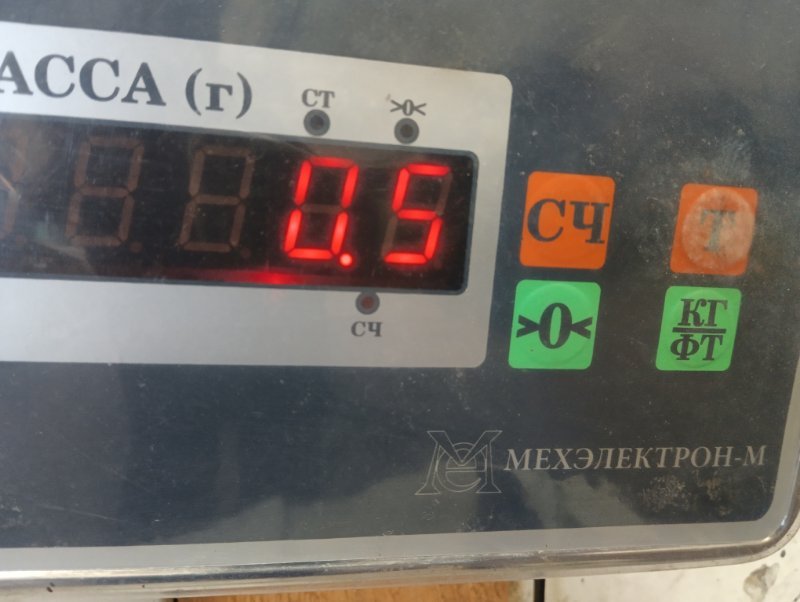 АССА (г)
СТ
>0<
0.5
СЧ
СЧ
Т
>0<
КГ
ФТ
МЕХЭЛЕКТРОН-М